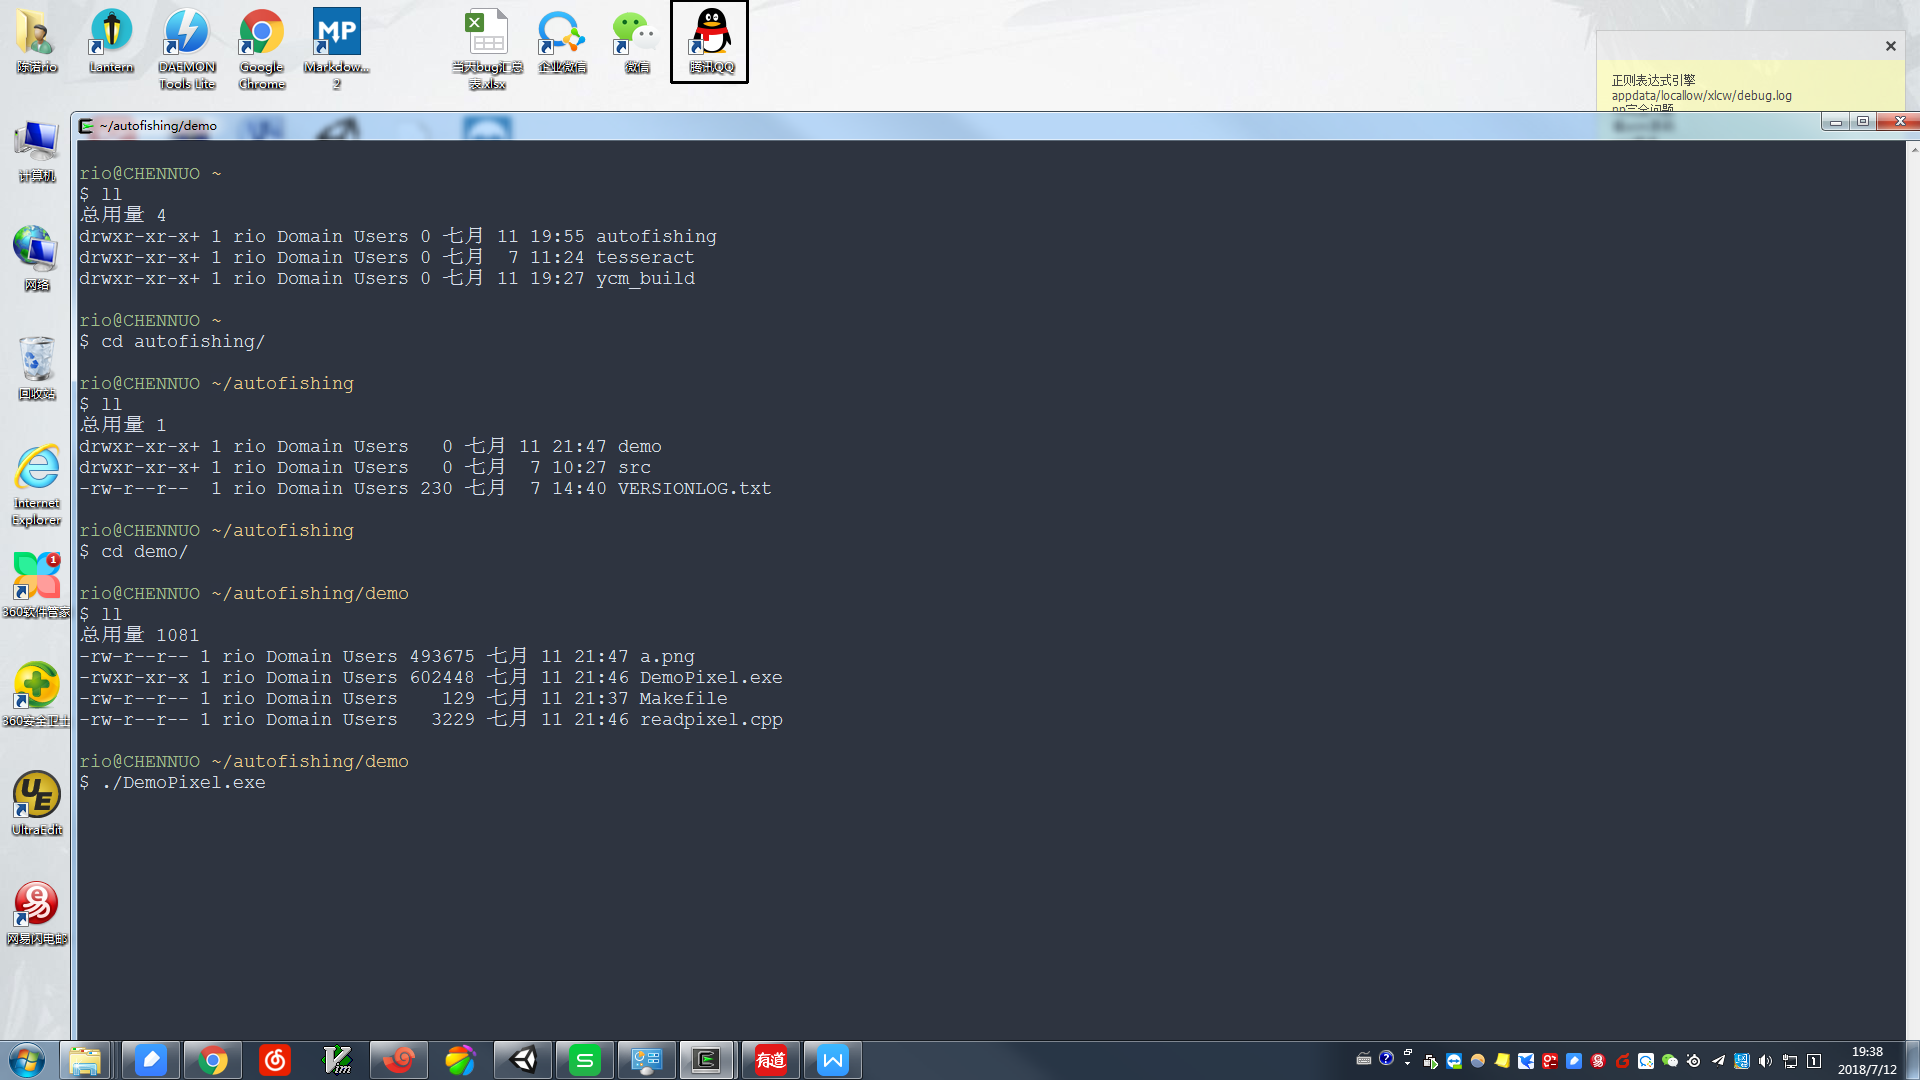 陈诺rio
Lantern
DAEMON
Tools Lite
Google
Chrome
Markdow...
2
当天bug汇总
表.xlsx
企业微信
微信
腾讯QQ
正则表达式引擎
appdata/locallow/xlcw/debug.log
~/autofishing/demo
计算机
网络
回收站
Internet
Explorer
360软件管家
360安全卫士
UltraEdit
网易闪电邮
rio@CHENNUO ~
$ ll
总用量 4
drwxr-xr-x+ 1 rio Domain Users 0 七月 11 19:55 autofishing
drwxr-xr-x+ 1 rio Domain Users 0 七月  7 11:24 tesseract
drwxr-xr-x+ 1 rio Domain Users 0 七月 11 19:27 ycm_build
rio@CHENNUO ~
$ cd autofishing/
rio@CHENNUO ~/autofishing
$ ll
总用量 1
drwxr-xr-x+ 1 rio Domain Users   0 七月 11 21:47 demo
drwxr-xr-x+ 1 rio Domain Users   0 七月  7 10:27 src
-rw-r--r--  1 rio Domain Users 230 七月  7 14:40 VERSIONLOG.txt
rio@CHENNUO ~/autofishing
$ cd demo/
rio@CHENNUO ~/autofishing/demo
$ ll
总用量 1081
-rw-r--r-- 1 rio Domain Users 493675 七月 11 21:47 a.png
-rwxr-xr-x 1 rio Domain Users 602448 七月 11 21:46 DemoPixel.exe
-rw-r--r-- 1 rio Domain Users    129 七月 11 21:37 Makefile
-rw-r--r-- 1 rio Domain Users   3229 七月 11 21:46 readpixel.cpp
rio@CHENNUO ~/autofishing/demo
$ ./DemoPixel.exe
有道
19:38
2018/7/12